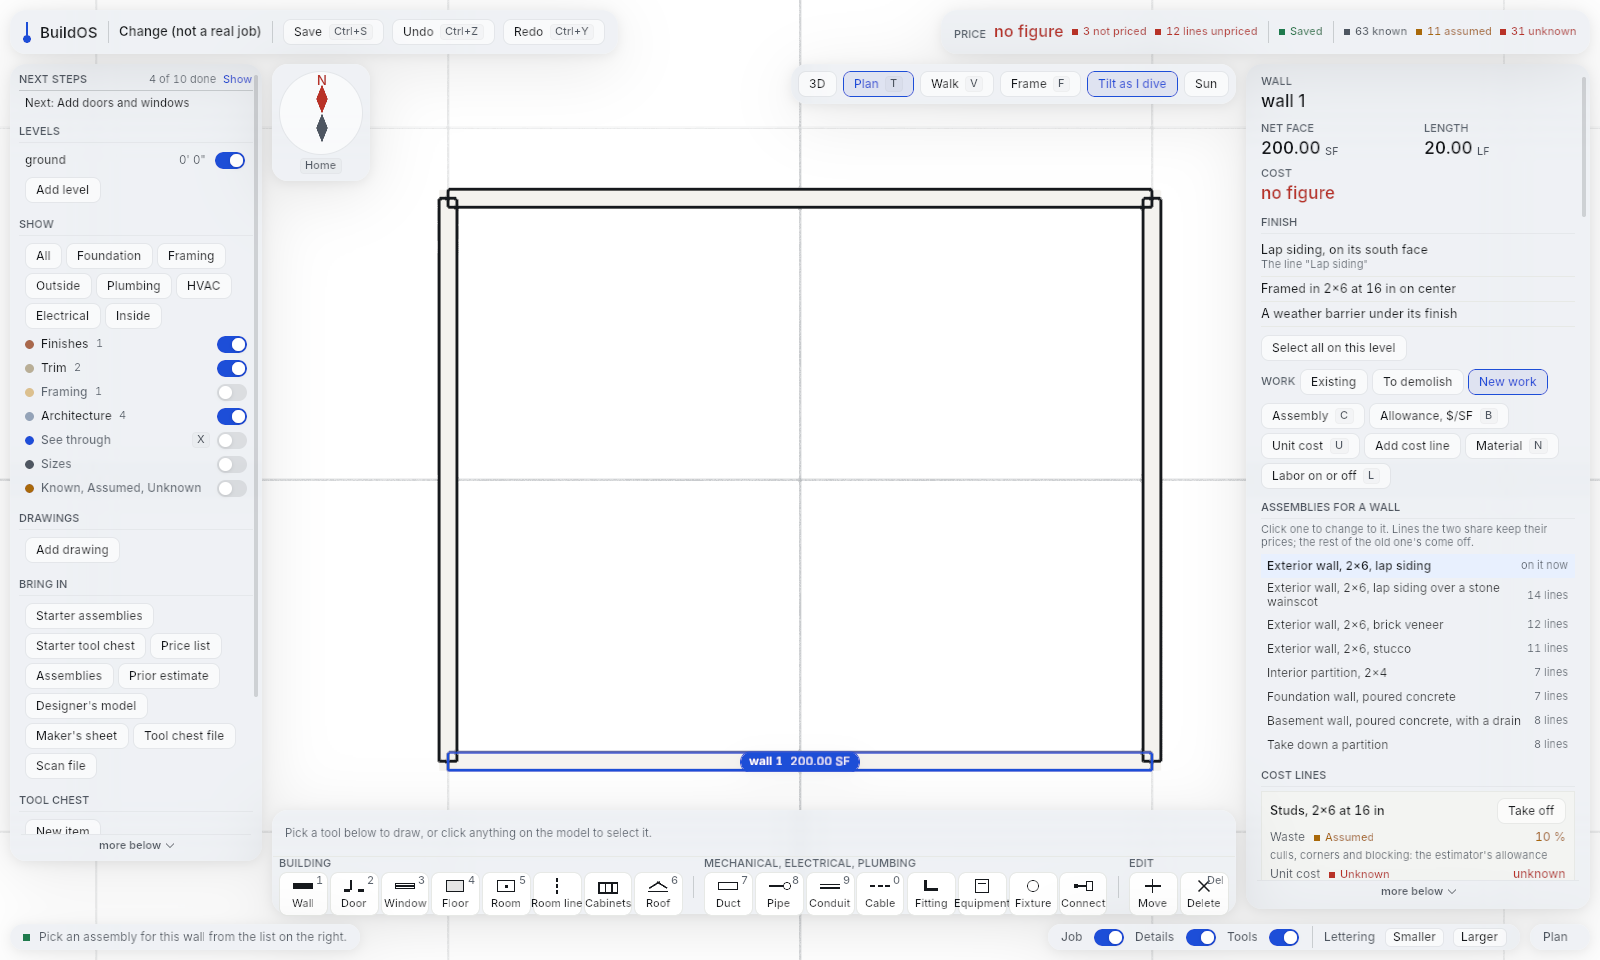 BuildOS
Change (not a real job)
Save Ctrl+S
Undo Ctrl+Z
Redo Ctrl+Y
PRICE no figure 3 not priced 12 lines unpriced Saved 63 known 11 assumed 31 unknown
NEXT STEPS 4 of 10 done Show
Next: Add doors and windows
LEVELS
ground 0' 0"
Add level
SHOW
All Foundation Framing
Outside Plumbing HVAC
Electrical Inside
Finishes 1
Trim 2
Framing 1
Architecture 4
See through X
Sizes
Known, Assumed, Unknown
DRAWINGS
Add drawing
BRING IN
Starter assemblies
Starter tool chest Price list
Assemblies Prior estimate
Designer's model
Maker's sheet Tool chest file
Scan file
TOOL CHEST
New item
more below
N
Home
3D Plan T Walk V Frame F Tilt as I dive Sun
wall 1 200.00 SF
WALL
wall 1
NET FACE LENGTH
200.00 SF 20.00 LF
COST
no figure
FINISH
Lap siding, on its south face
The line "Lap siding"
Framed in 2×6 at 16 in on center
A weather barrier under its finish
Select all on this level
WORK Existing To demolish New work
Assembly C Allowance, $/SF B
Unit cost U Add cost line Material N
Labor on or off L
ASSEMBLIES FOR A WALL
Click one to change to it. Lines the two share keep their
prices; the rest of the old one's come off.
Exterior wall, 2×6, lap siding on it now
Exterior wall, 2×6, lap siding over a stone
wainscot 14 lines
Exterior wall, 2×6, brick veneer 12 lines
Exterior wall, 2×6, stucco 11 lines
Interior partition, 2×4 7 lines
Foundation wall, poured concrete 7 lines
Basement wall, poured concrete, with a drain 8 lines
Take down a partition 8 lines
COST LINES
Studs, 2×6 at 16 in Take off
Waste Assumed 10 %
culls, corners and blocking: the estimator's allowance
Unit cost Unknown unknown
more below
Pick a tool below to draw, or click anything on the model to select it.
BUILDING MECHANICAL, ELECTRICAL, PLUMBING EDIT
1 2 3 4 5 6 7 8 9 0 Del
Wall Door Window Floor Room Room line Cabinets Roof Duct Pipe Conduit Cable Fitting Equipment Fixture Connect Move Delete
Pick an assembly for this wall from the list on the right.
Job Details Tools Lettering Smaller Larger Plan